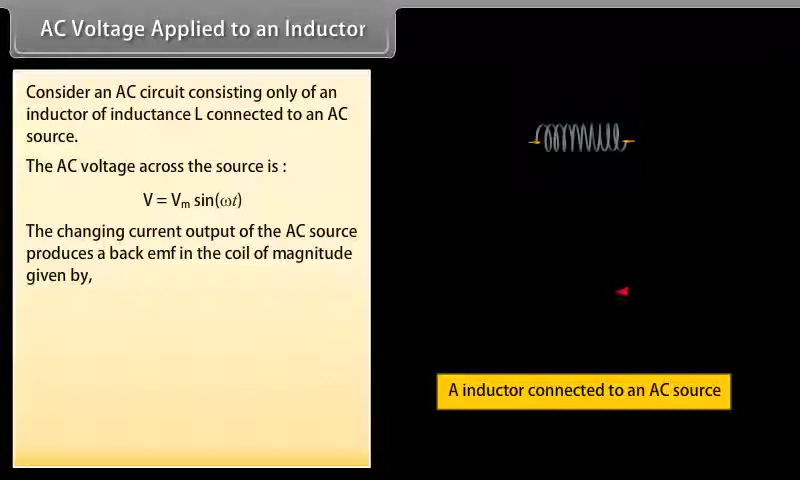 AC Voltage Applied to an Inductor
Consider an AC circuit consisting only of an
inductor of inductance L connected to an AC
source.
The AC voltage across the source is :
V = Vₘ sin(ωt)
The changing current output of the AC source
produces a back emf in the coil of magnitude
given by,
A inductor connected to an AC source